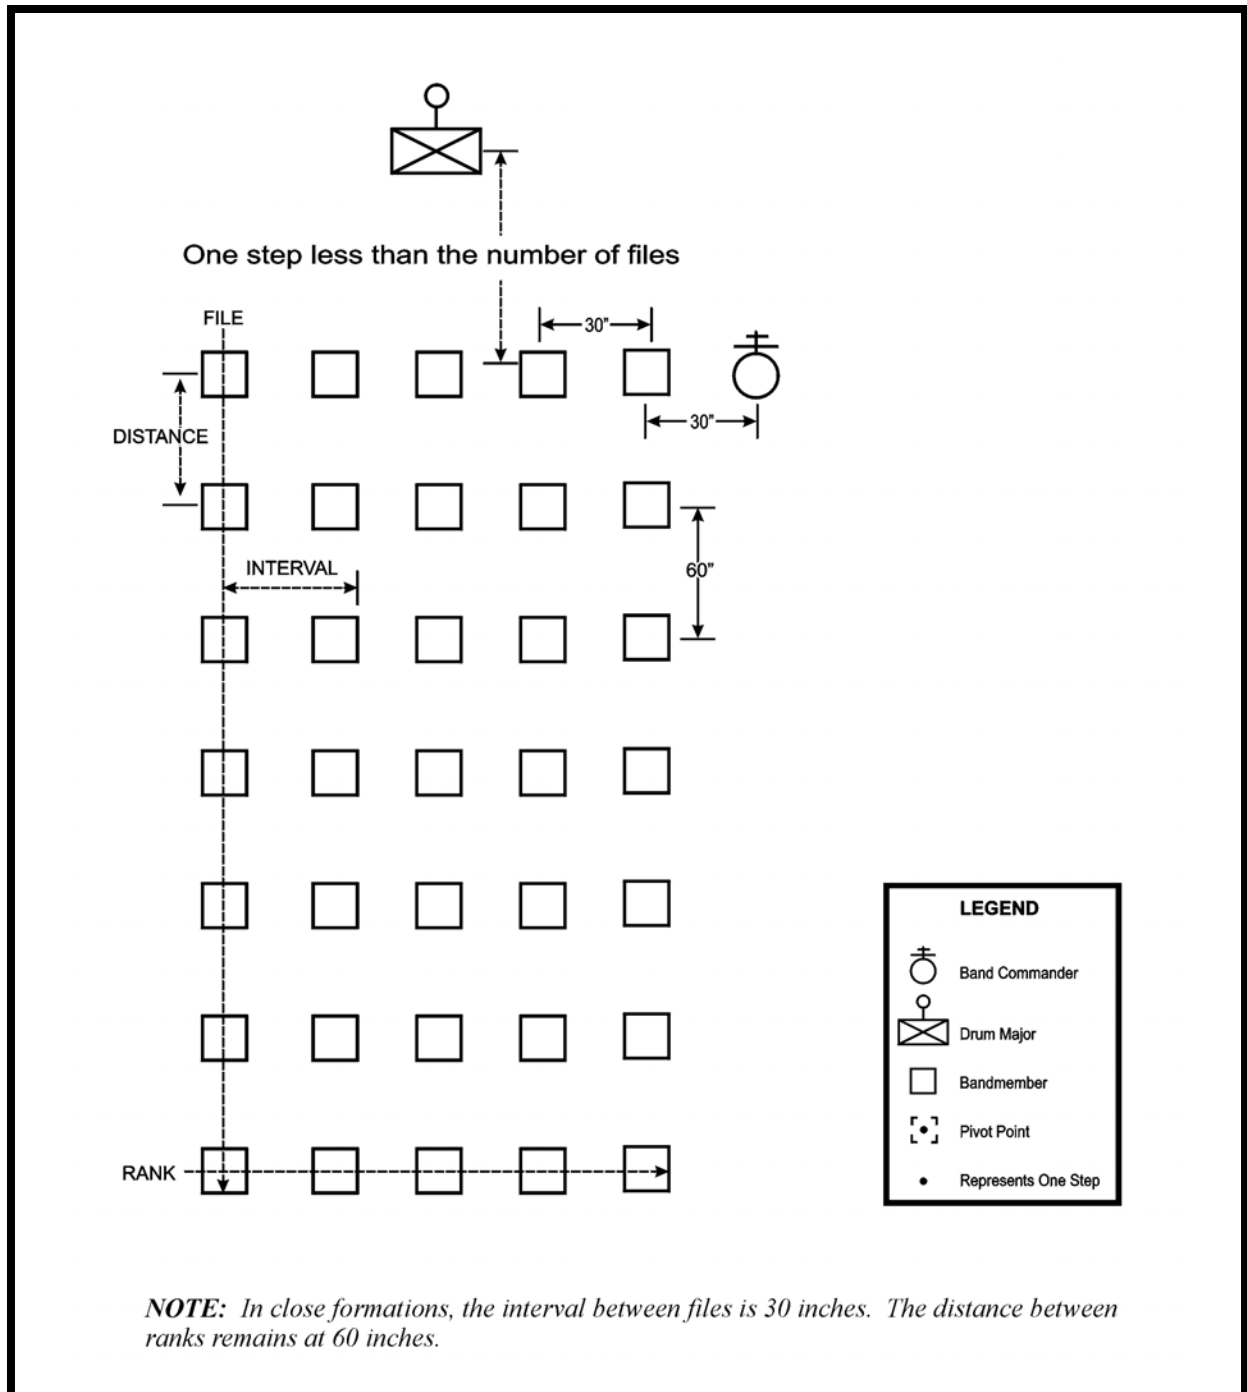 One step less than the number of files
FILE
30”
DISTANCE
30”
INTERVAL
60”
RANK
LEGEND
Band Commander
Drum Major
Bandmember
Pivot Point
Represents One Step
NOTE: In close formations, the interval between files is 30 inches. The distance between
ranks remains at 60 inches.